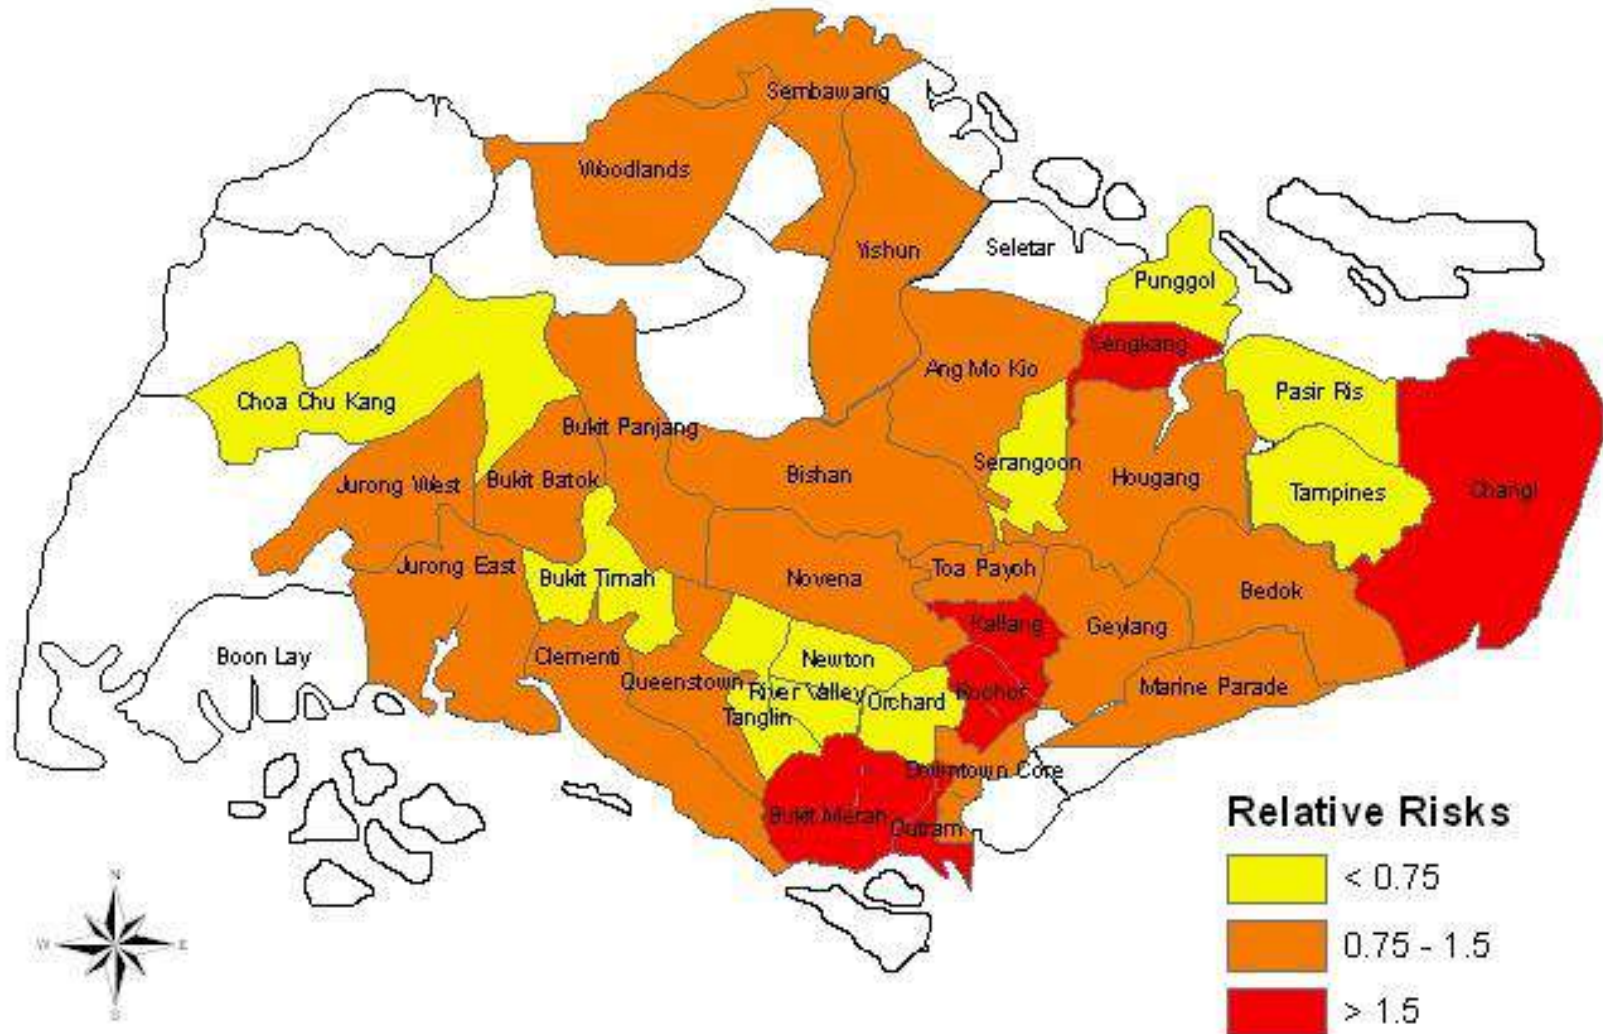 Sembawang
Woodlands
Yishun
Seletar
Punggol
Sengkang
Ang Mo Kio
Pasir Ris
Choa Chu Kang
Bukit Panjang
Serangoon
Hougang
Tampines
Changi
Jurong West
Bukit Batok
Bishan
Jurong East
Bukit Timah
Novena
Toa Payoh
Bedok
Kallang
Geylang
Boon Lay
Clementi
Newton
Queenstown
River Valley
Orchard
Rochor
Marine Parade
Tanglin
Downtown Core
Bukit Merah
Outram
Relative Risks
< 0.75
0.75 - 1.5
> 1.5
N
W
E
S